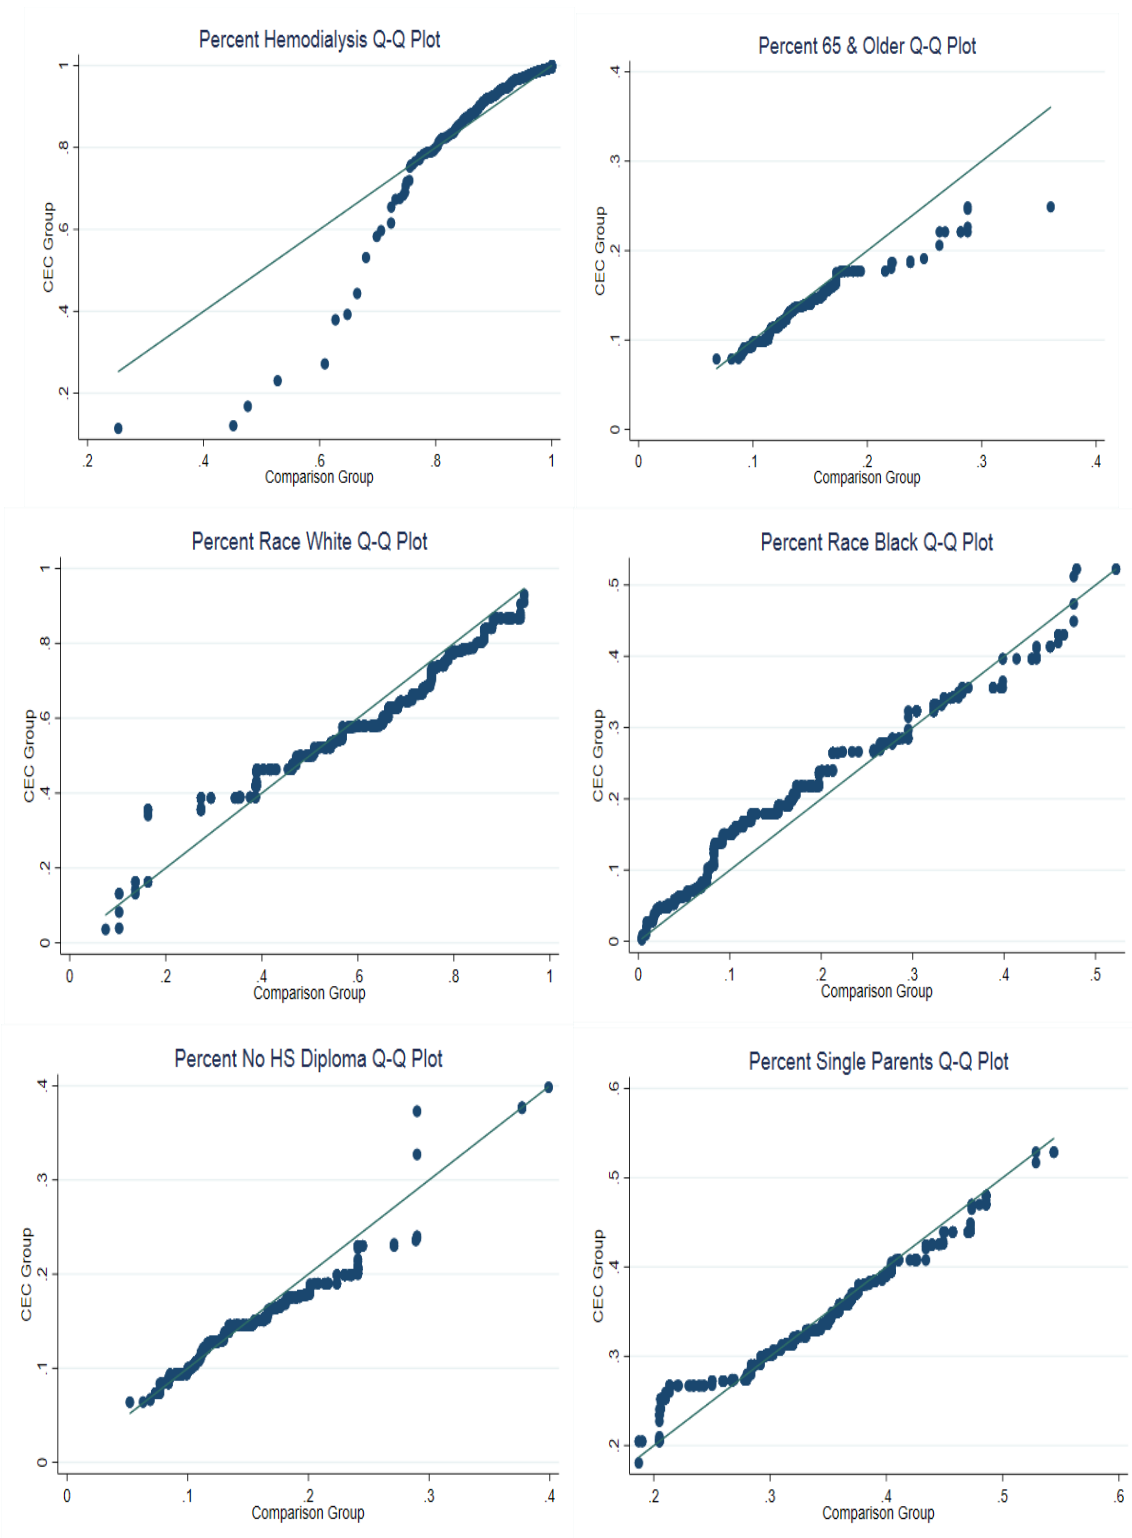 Percent Hemodialysis Q-Q Plot
CEC Group
1
.8
.6
.4
.2
.2 .4 .6 .8 1
Comparison Group
Percent 65 & Older Q-Q Plot
CEC Group
.4
.3
.2
.1
0
0 .1 .2 .3 .4
Comparison Group
Percent Race White Q-Q Plot
CEC Group
1
.8
.6
.4
.2
0
0 .2 .4 .6 .8 1
Comparison Group
Percent Race Black Q-Q Plot
CEC Group
.5
.4
.3
.2
.1
0
0 .1 .2 .3 .4 .5
Comparison Group
Percent No HS Diploma Q-Q Plot
CEC Group
.4
.3
.2
.1
0
0 .1 .2 .3 .4
Comparison Group
Percent Single Parents Q-Q Plot
CEC Group
.6
.5
.4
.3
.2
.2 .3 .4 .5 .6
Comparison Group